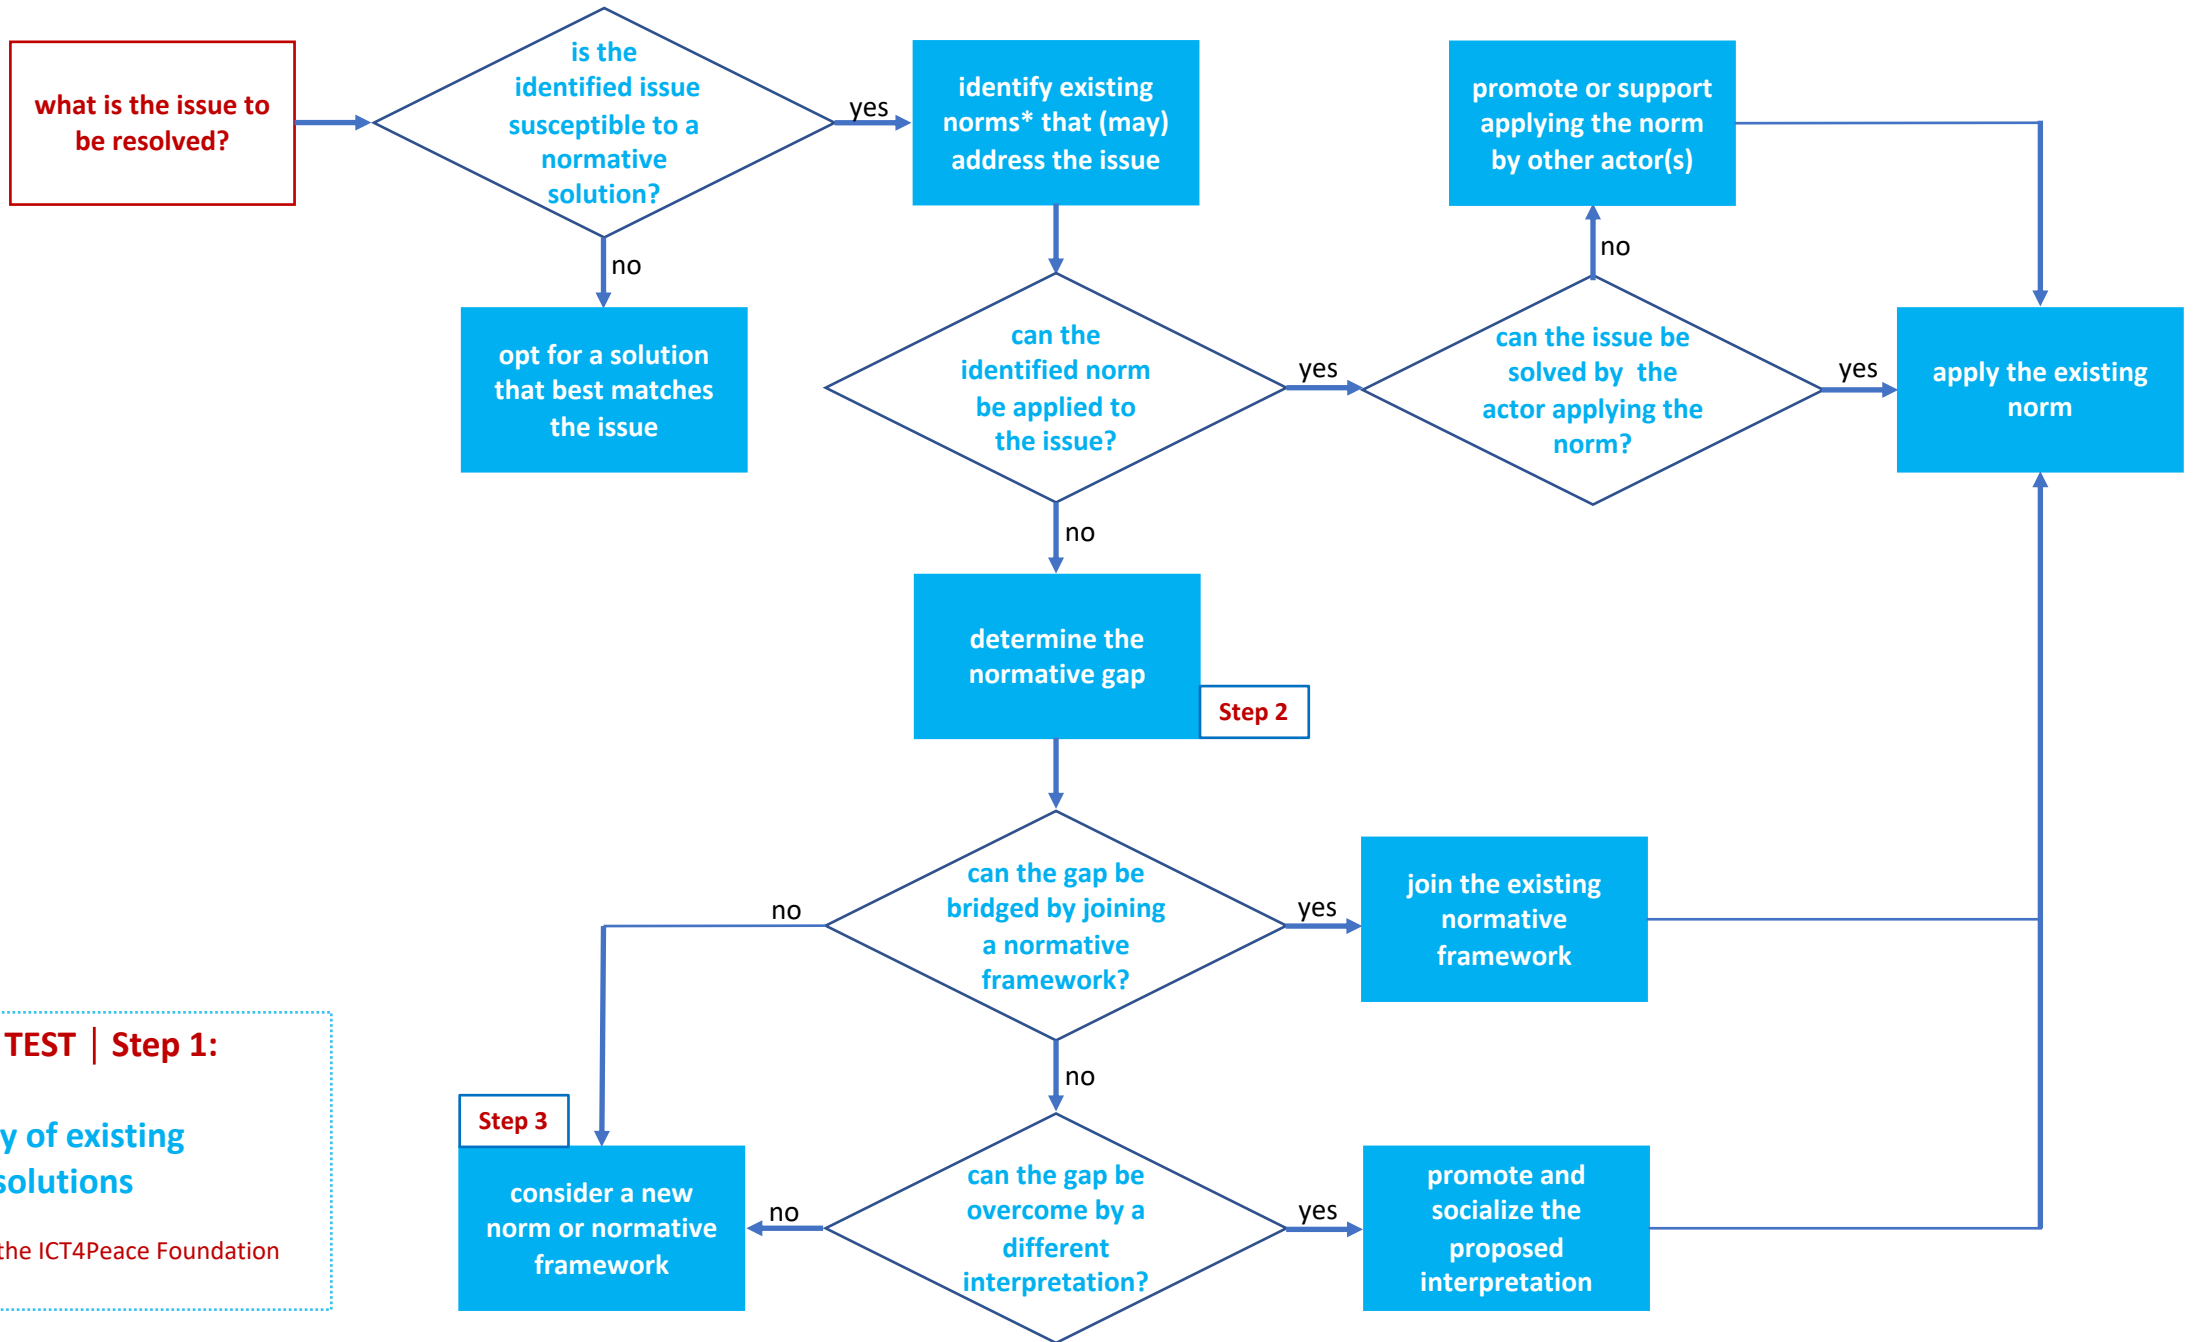 what is the issue to
be resolved?
is the
identified issue
susceptible to a
normative
solution?
yes
no
identify existing
norms* that (may)
address the issue
promote or support
applying the norm
by other actor(s)
no
opt for a solution
that best matches
the issue
can the
identified norm
be applied to
the issue?
yes
no
can the issue be
solved by the
actor applying the
norm?
yes
apply the existing
norm
determine the
normative gap
Step 2
can the gap be
bridged by joining
a normative
framework?
no
yes
no
join the existing
normative
framework
TEST | Step 1:
y of existing
solutions
the ICT4Peace Foundation
Step 3
consider a new
norm or normative
framework
no
can the gap be
overcome by a
different
interpretation?
yes
promote and
socialize the
proposed
interpretation